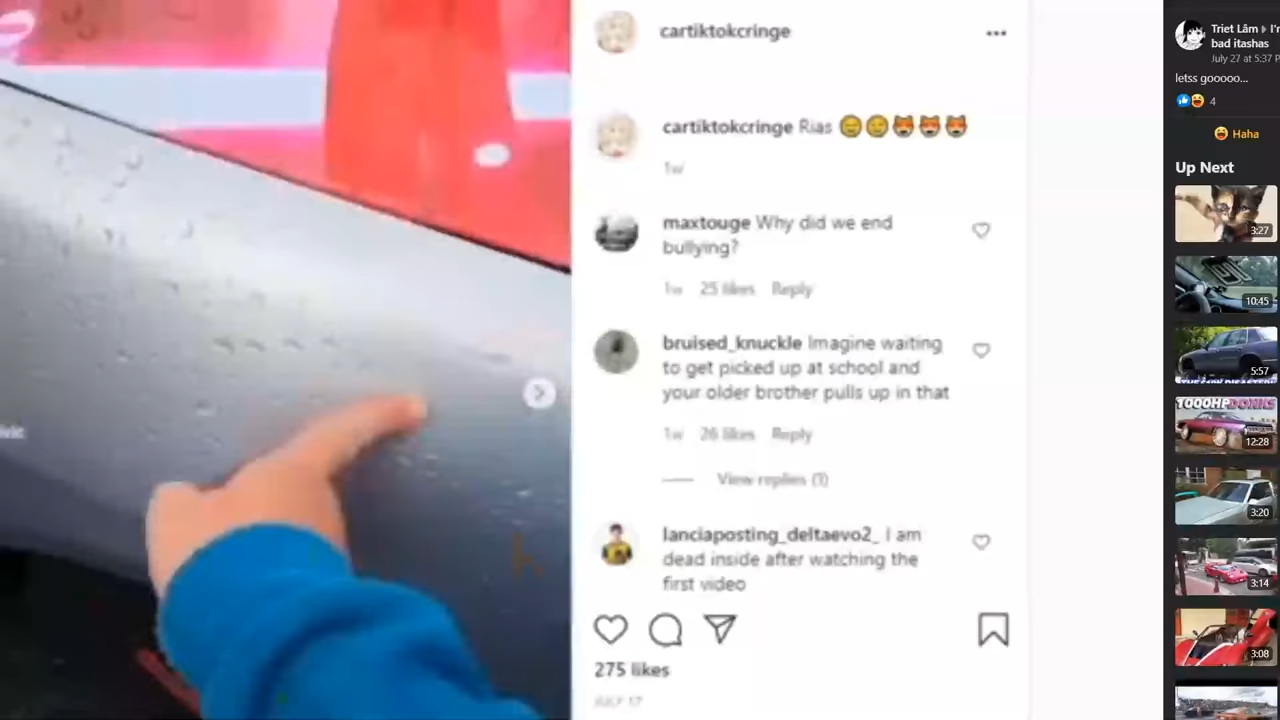 cartiktokcringe
cartiktokcringe Rias
1w
maxtouge Why did we end
bullying?
1w 25 likes Reply
bruised_knuckle Imagine waiting
to get picked up at school and
your older brother pulls up in that
1w 26 likes Reply
View replies (1)
lanciaposting_deltaevo2_ I am
dead inside after watching the
first video
275 likes
JULY 17
Triet Lâm I'm
bad itashas
July 27 at 5:37 P
letss gooooo...
4
Haha
Up Next
3:27
10:45
5:57
1000HP DONKS
12:28
3:20
3:14
3:08